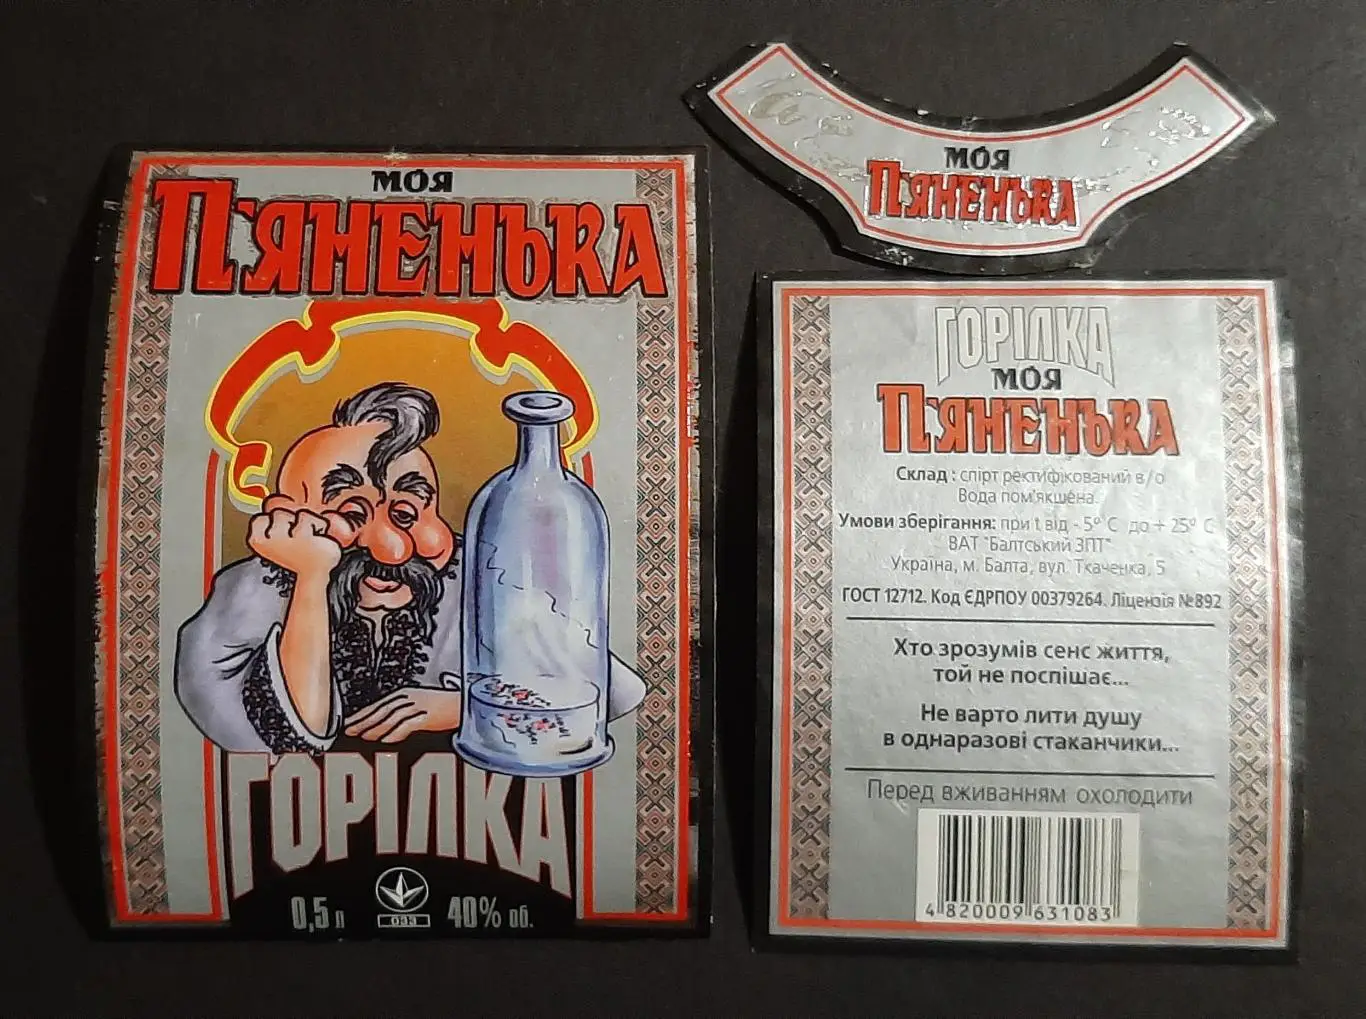 МОЯ
П'ЯНЕНЬКА
ГОРІЛКА
0,5 л
033
40% об.
МОЯ
П'ЯНЕНЬКА
ГОРІЛКА
МОЯ
П'ЯНЕНЬКА
Склад : спірт ректифікований в/о
Вода пом'якшена.
Умови зберігання: при t від - 5° С до + 25° С
ВАТ "Балтський ЗПТ"
Україна, м. Балта, вул. Ткаченка, 5
ГОСТ 12712. Код ЄДРПОУ 00379264. Ліцензія №892
Хто зрозумів сенс життя,
той не поспішає...
Не варто лити душу
в одноразові стаканчики...
Перед вживанням охолодити
4 820009 631083